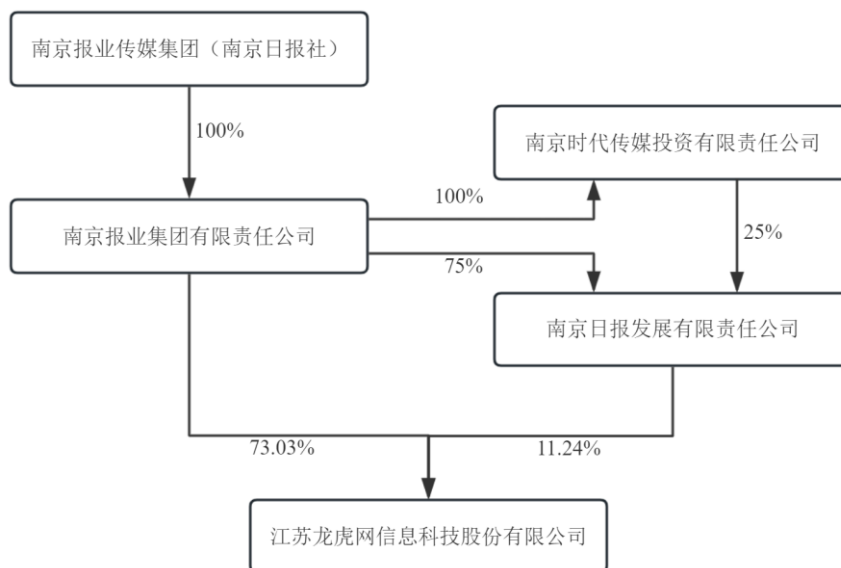 南京报业传媒集团（南京日报社）
100%
南京时代传媒投资有限责任公司
100%
南京报业集团有限责任公司
25%
75%
南京日报发展有限责任公司
73.03%
11.24%
江苏龙虎网信息科技股份有限公司